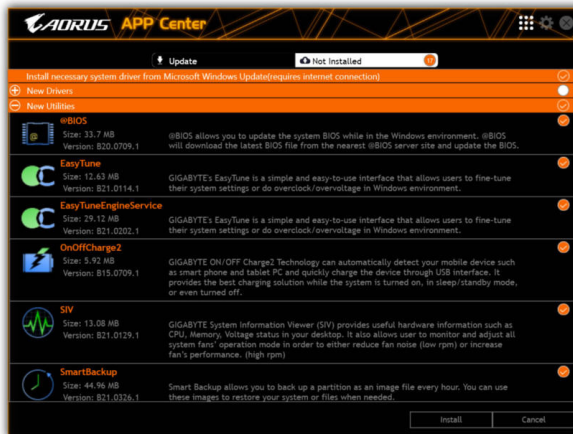 AORUS APP Center
Update
Not Installed
17
Install necessary system driver from Microsoft Windows Update(requires internet connection)
New Drivers
New Utilities
@BIOS
Size: 33.7 MB
Version: B20.0709.1
@BIOS allows you to update the system BIOS while in the Windows environment. @BIOS
will download the latest BIOS file from the nearest @BIOS server site and update the BIOS.
EasyTune
Size: 12.63 MB
Version: B21.0114.1
GIGABYTE's EasyTune is a simple and easy-to-use interface that allows users to fine-tune
their system settings or do overclock/overvoltage in Windows environment.
EasyTuneEngineService
Size: 29.12 MB
Version: B21.0202.1
GIGABYTE's EasyTune is a simple and easy-to-use interface that allows users to fine-tune
their system settings or do overclock/overvoltage in Windows environment.
OnOffCharge2
Size: 5.92 MB
Version: B15.0709.1
GIGABYTE ON/OFF Charge2 Technology can automatically detect your mobile device such
as smart phone and tablet PC and quickly charge the device through USB interface. It
provides the best charging solution while the system is turned on, in sleep/standby mode,
or even turned off.
SIV
Size: 13.08 MB
Version: B21.0129.1
GIGABYTE System Information Viewer (SIV) provides useful hardware information such as
CPU, Memory, Voltage status in your desktop. It also allows user to monitor and adjust all
system fans' operation mode in order to either reduce fan noise (low rpm) or increase
fan's performance. (high rpm)
SmartBackup
Size: 44.96 MB
Version: B21.0326.1
Smart Backup allows you to back up a partition as an image file every hour. You can use
these images to restore your system or files when needed.
Install
Cancel